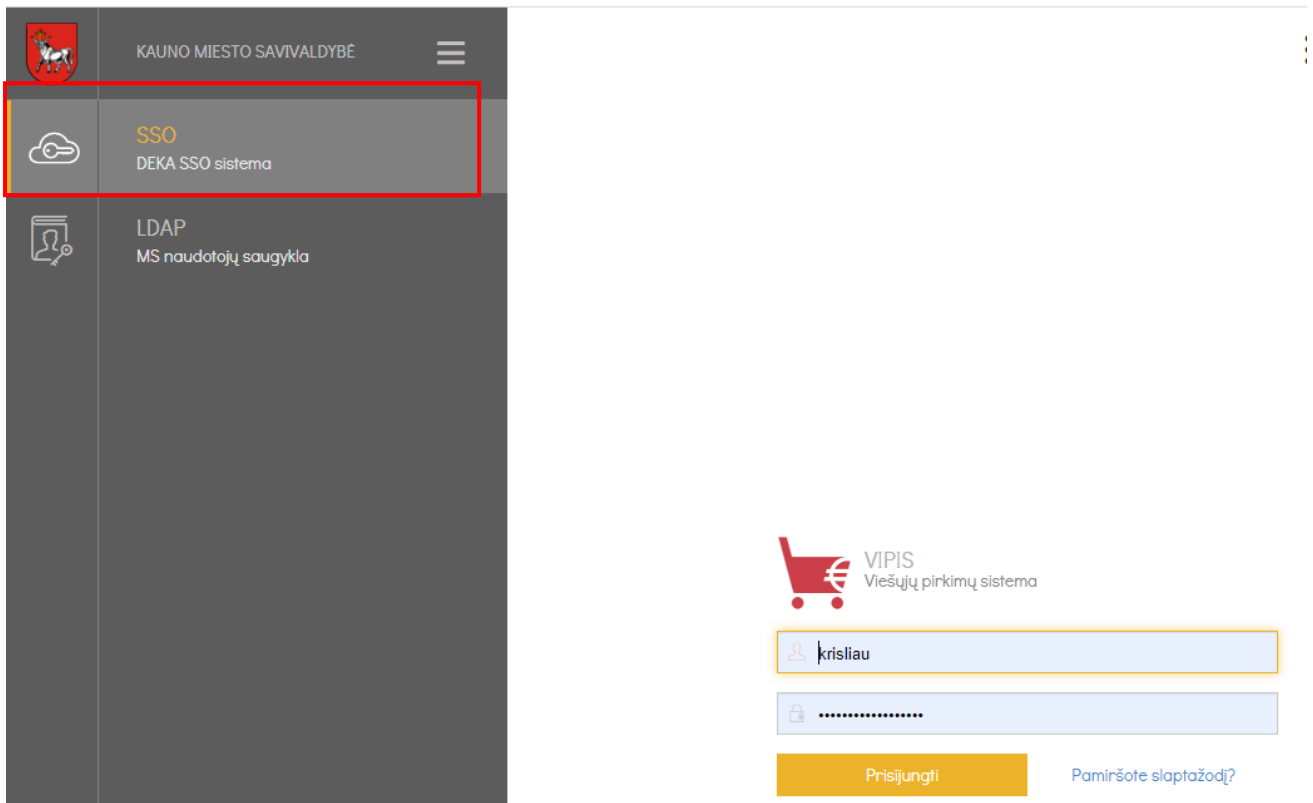 KAUNO MIESTO SAVIVALDYBĖ
SSO
DEKA SSO sistema
LDAP
MS naudotojų saugykla
VIPIS
Viešųjų pirkimų sistema
krisliau
••••••••••••••••••
Prisijungti
Pamiršote slaptažodį?